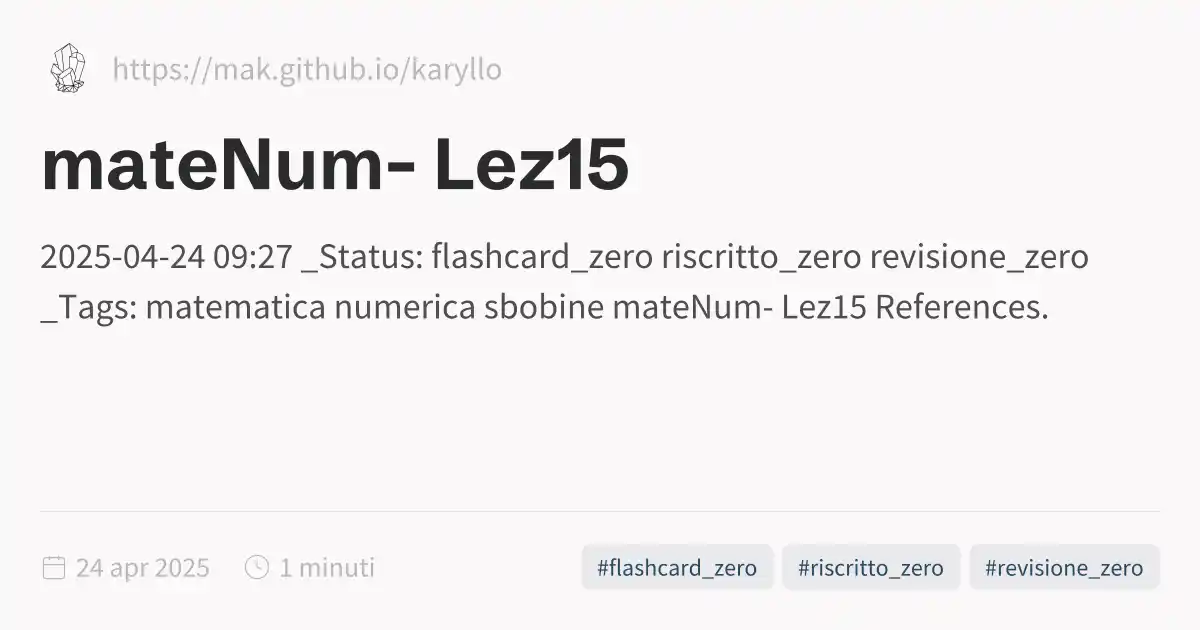 https://mak.github.io/karyllo
mateNum- Lez15
2025-04-24 09:27 _Status: flashcard_zero riscritto_zero revisione_zero
_Tags: matematica numerica sbobine mateNum- Lez15 References.
24 apr 2025 1 minuti #flashcard_zero #riscritto_zero #revisione_zero